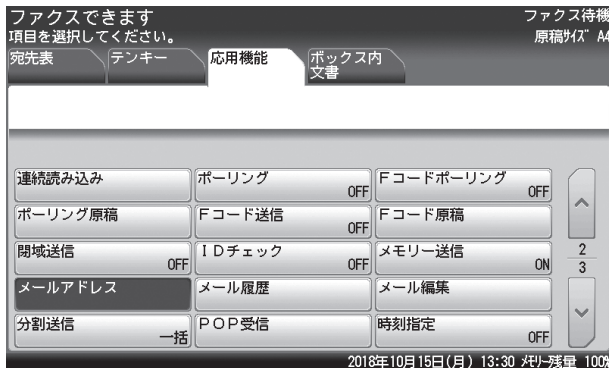 ファクスできます
ファクス待機
項目を選択してください。
原稿ｻｲｽﾞ A4
宛先表
テンキー
応用機能
ボックス内
文書
連続読み込み
ポーリング
OFF
Ｆコードポーリング
OFF
ポーリング原稿
Ｆコード送信
OFF
Ｆコード原稿
閉域送信
OFF
ＩＤチェック
OFF
メモリー送信
ON
メールアドレス
メール履歴
メール編集
分割送信
一括
ＰＯＰ受信
時刻指定
OFF
2
3
2018年10月15日(月) 13:30 ﾒﾓﾘｰ残量 100%